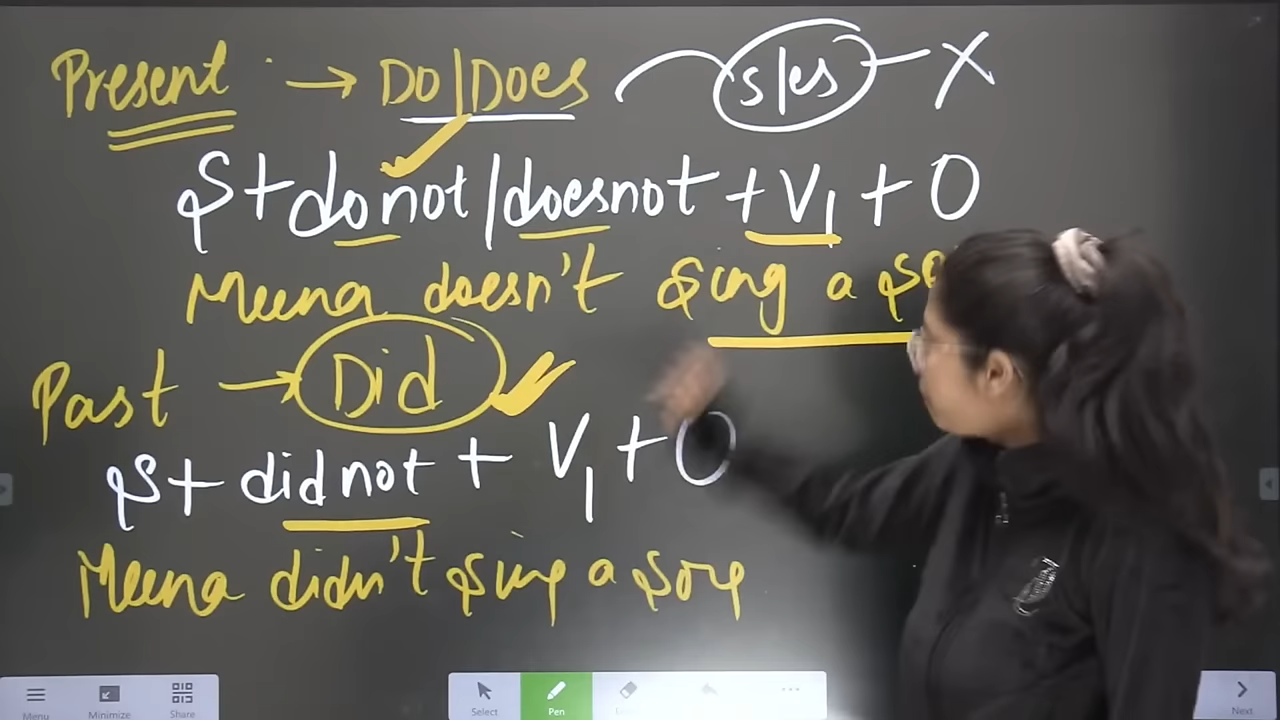 Present → Do/Does s/es - X
S + do not / does not + V1 + O
Meena doesn't sing a
Past → Did
S + did not + V1 + O
Meena didn't sing a song
Menu Minimize Share Select Pen Next